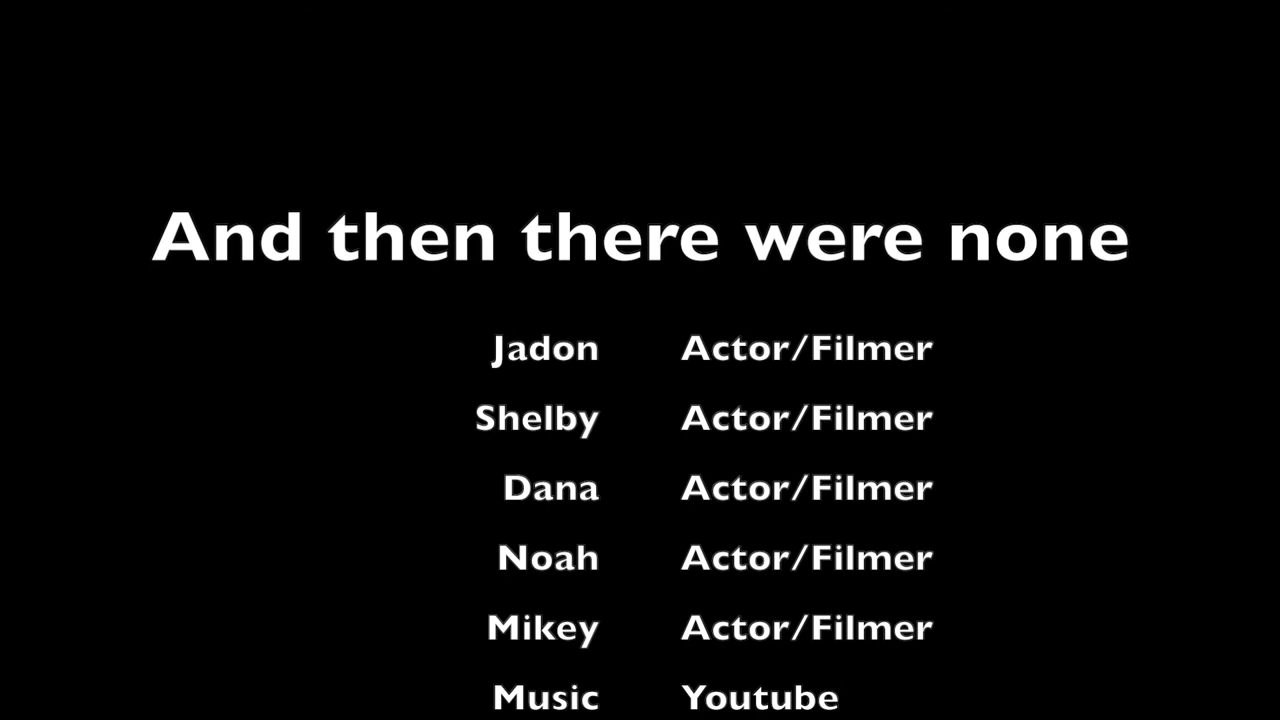 And then there were none
Jadon Actor/Filmer
Shelby Actor/Filmer
Dana Actor/Filmer
Noah Actor/Filmer
Mikey Actor/Filmer
Music Youtube